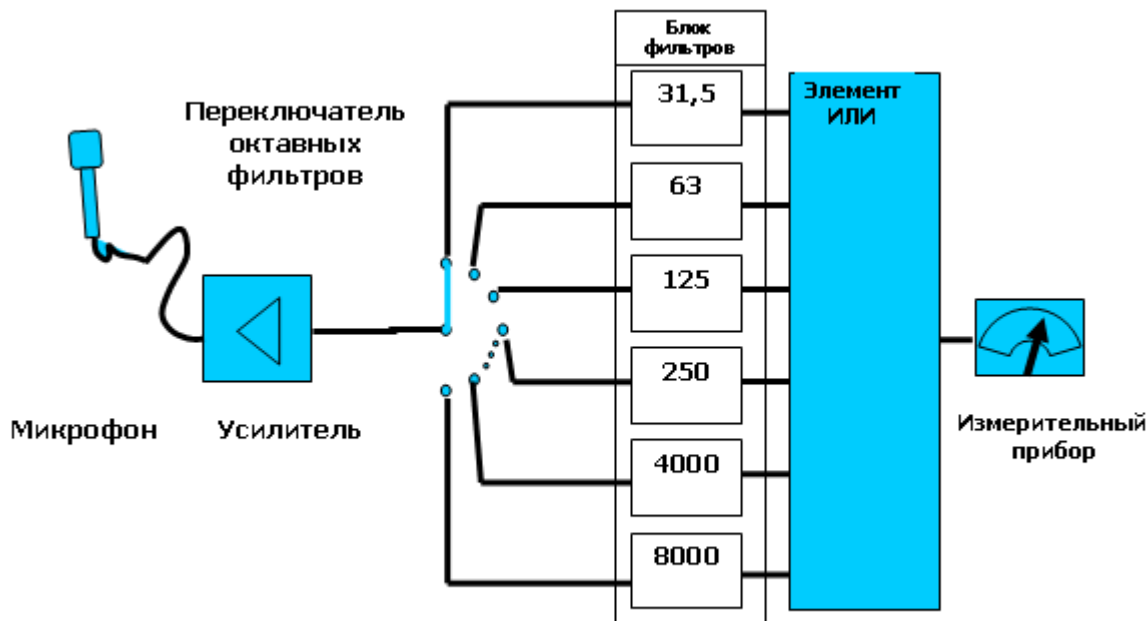 Блок
фильтров
31,5
Элемент
ИЛИ
Переключатель
октавных
фильтров
63
125
250
Микрофон
Усилитель
Измерительный
прибор
4000
8000